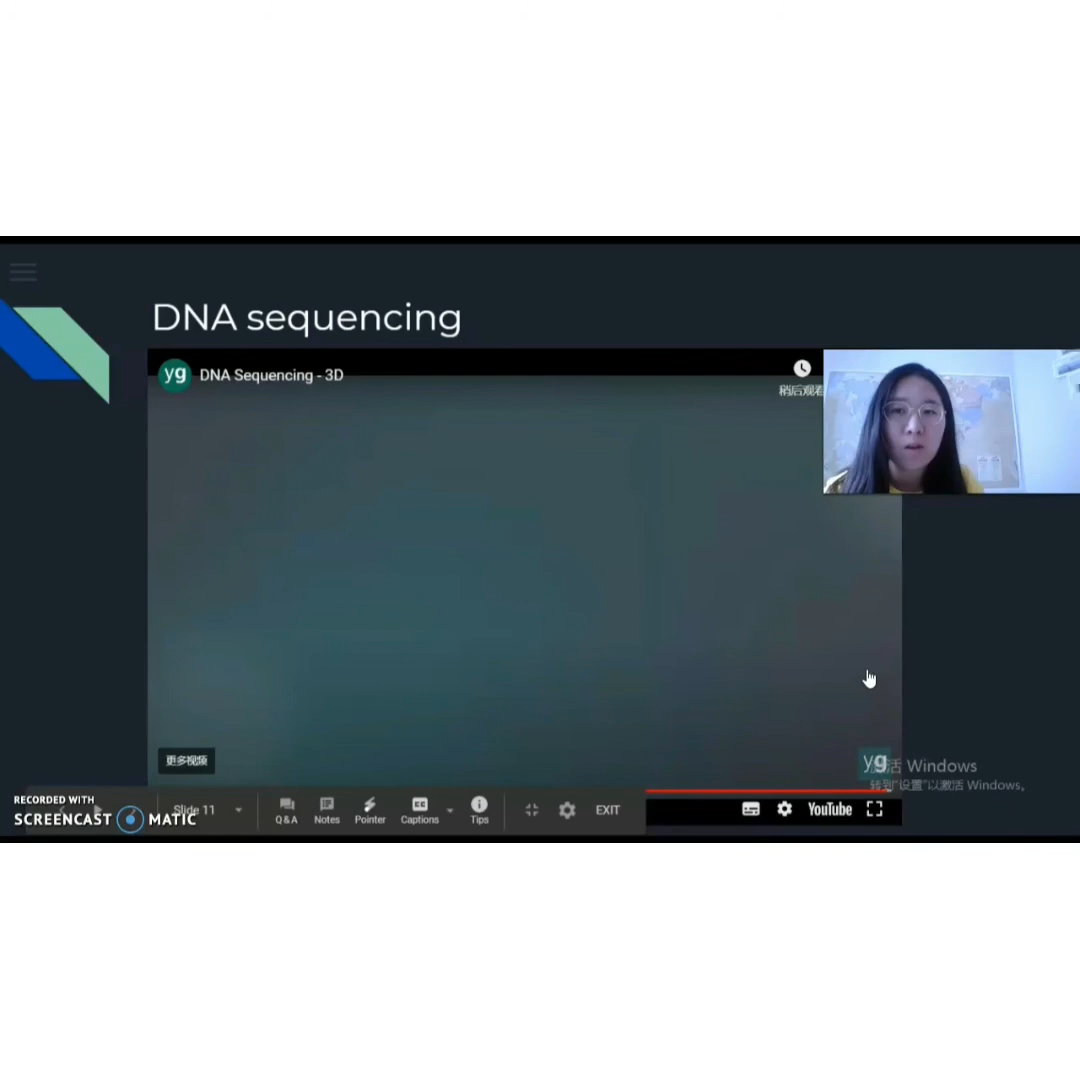 DNA sequencing
yg DNA Sequencing - 3D
稍后观看
更多视频
yg
激活 Windows
转到"设置"以激活 Windows。
RECORDED WITH
SCREENCAST MATIC
Slide 11
Q&A
Notes
Pointer
CC
Captions
Tips
EXIT
YouTube